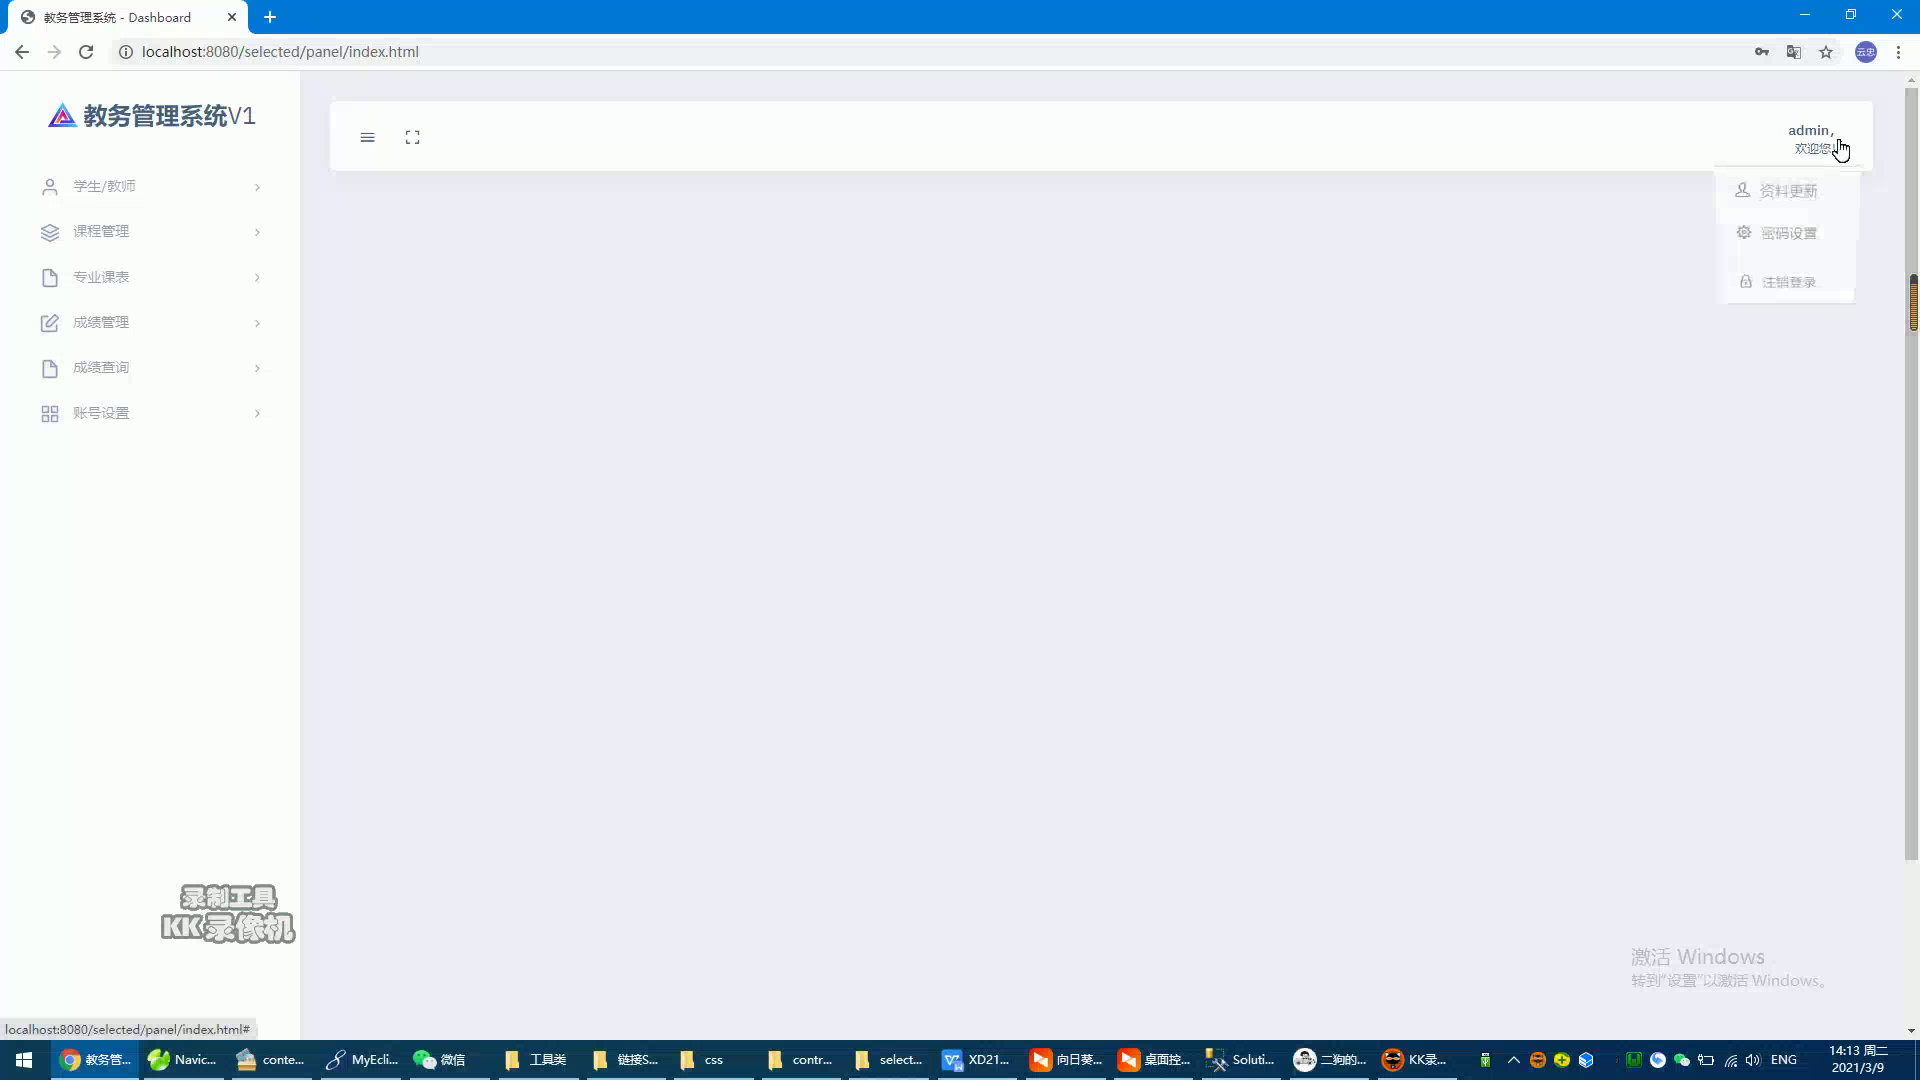 教务管理系统 - Dashboard
localhost:8080/selected/panel/index.html
云忠
教务管理系统V1
admin，
欢迎您
学生/教师
课程管理
专业课表
成绩管理
成绩查询
账号设置
资料更新
密码设置
注销登录
录制工具
KK录像机
激活 Windows
转到“设置”以激活 Windows。
localhost:8080/selected/panel/index.html#
教务管...
Navic...
conte...
MyEcli...
微信
工具类
链接S...
css
contr...
select...
XD21...
向日葵...
桌面控...
Soluti...
二狗的...
KK录...
ENG
14:13 周二
2021/3/9